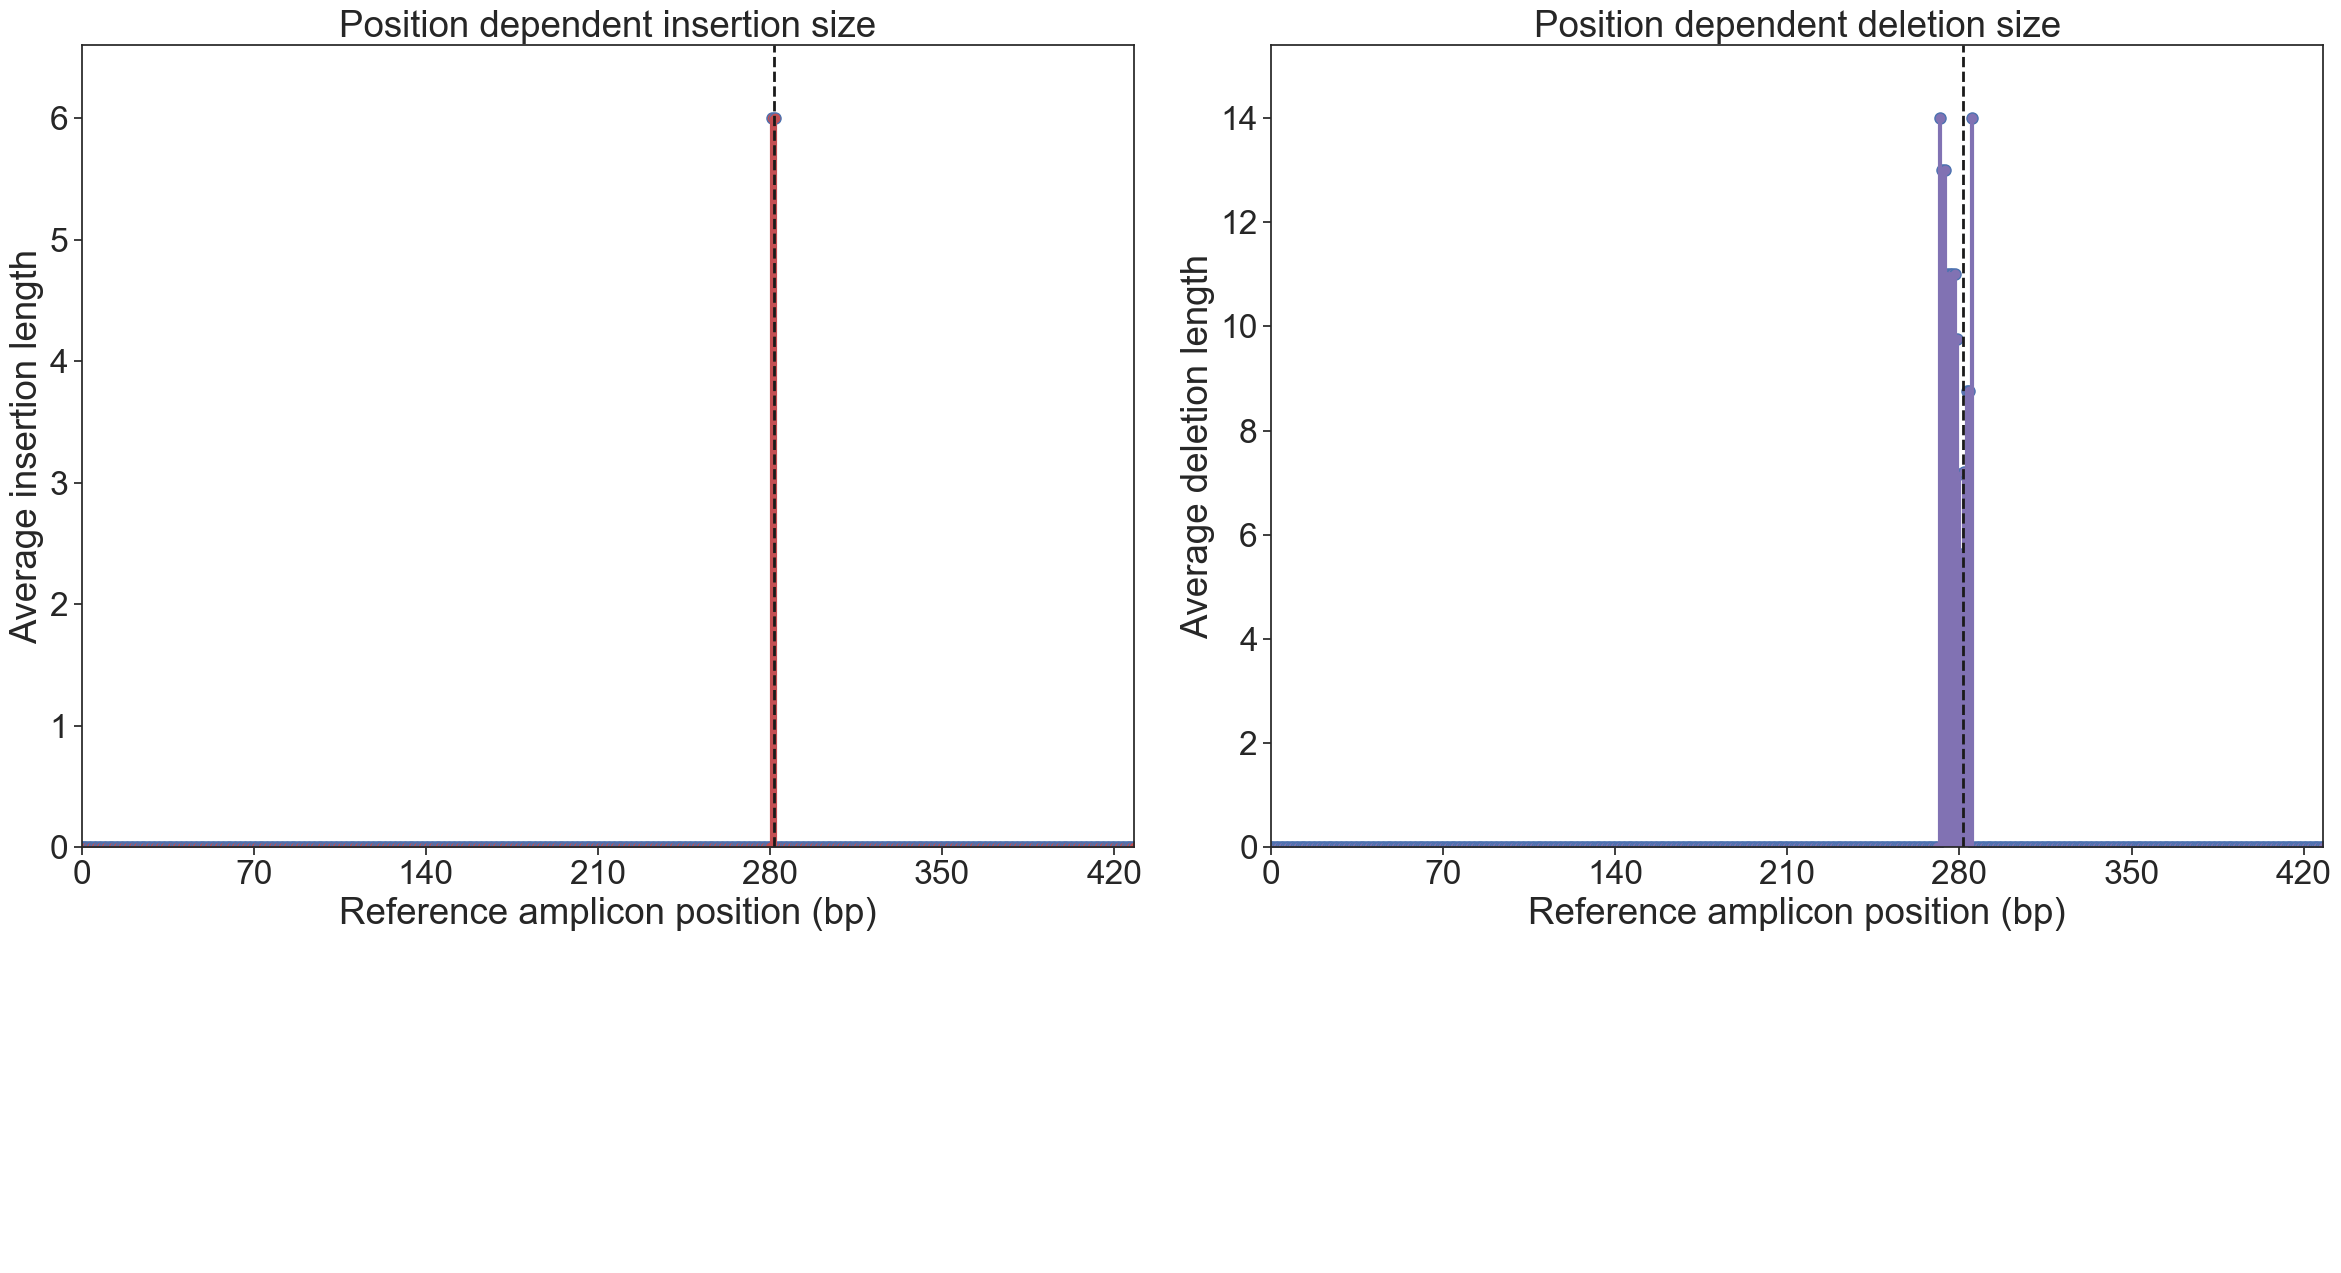 Position dependent insertion size
Average insertion length
6
5
4
3
2
1
0
0 70 140 210 280 350 420
Reference amplicon position (bp)
Position dependent deletion size
Average deletion length
14
12
10
8
6
4
2
0
0 70 140 210 280 350 420
Reference amplicon position (bp)